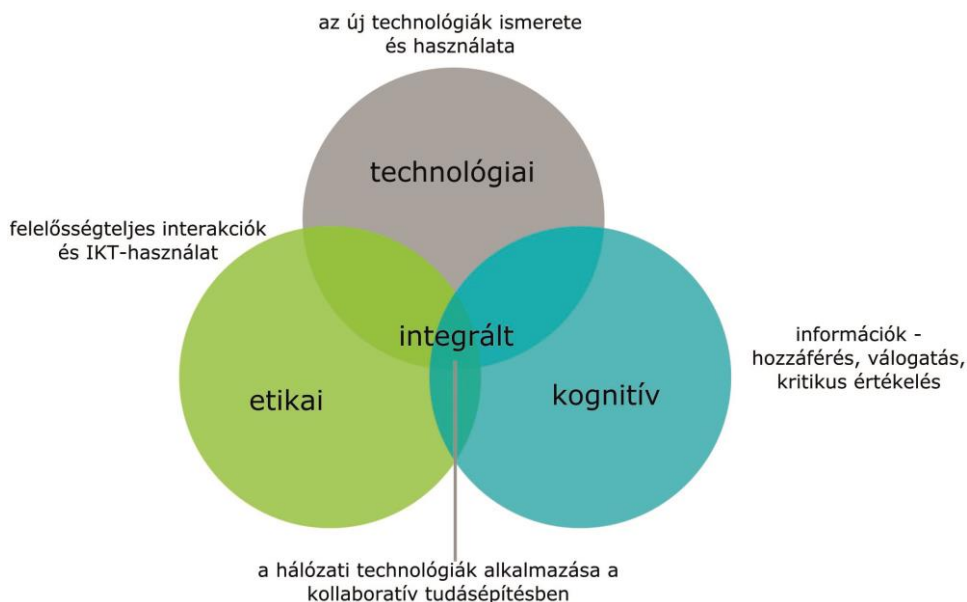 az új technológiák ismerete
és használata
technológiai
felelősségteljes interakciók
és IKT-használat
integrált
információk -
hozzáférés, válogatás,
kritikus értékelés
etikai
kognitív
a hálózati technológiák alkalmazása a
kollaboratív tudásépítésben